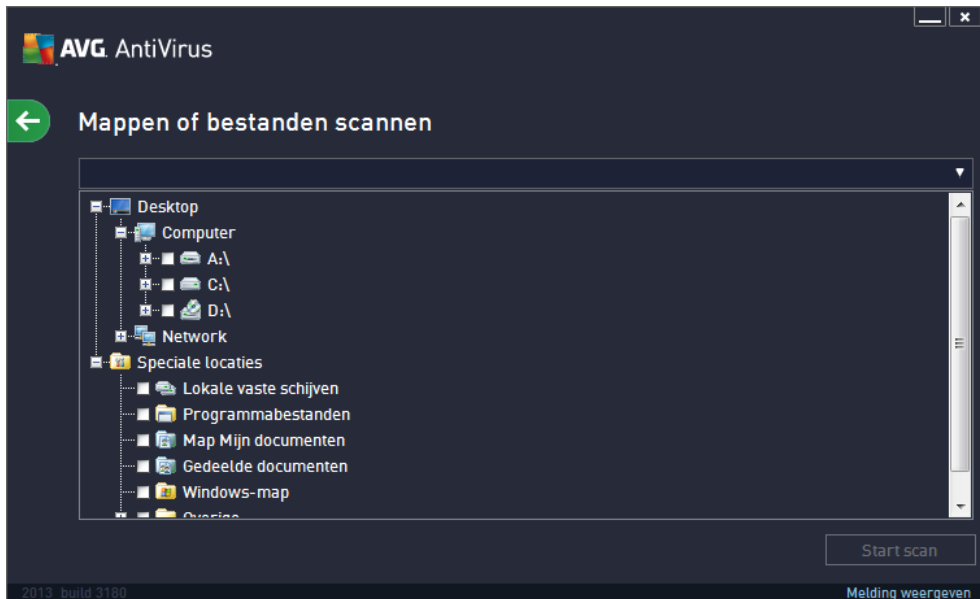 AVG. AntiVirus
Mappen of bestanden scannen
Desktop
Computer
A:\
C:\
D:\
Network
Speciale locaties
Lokale vaste schijven
Programmabestanden
Map Mijn documenten
Gedeelde documenten
Windows-map
Overige
Start scan
2013 build 3180
Melding weergeven